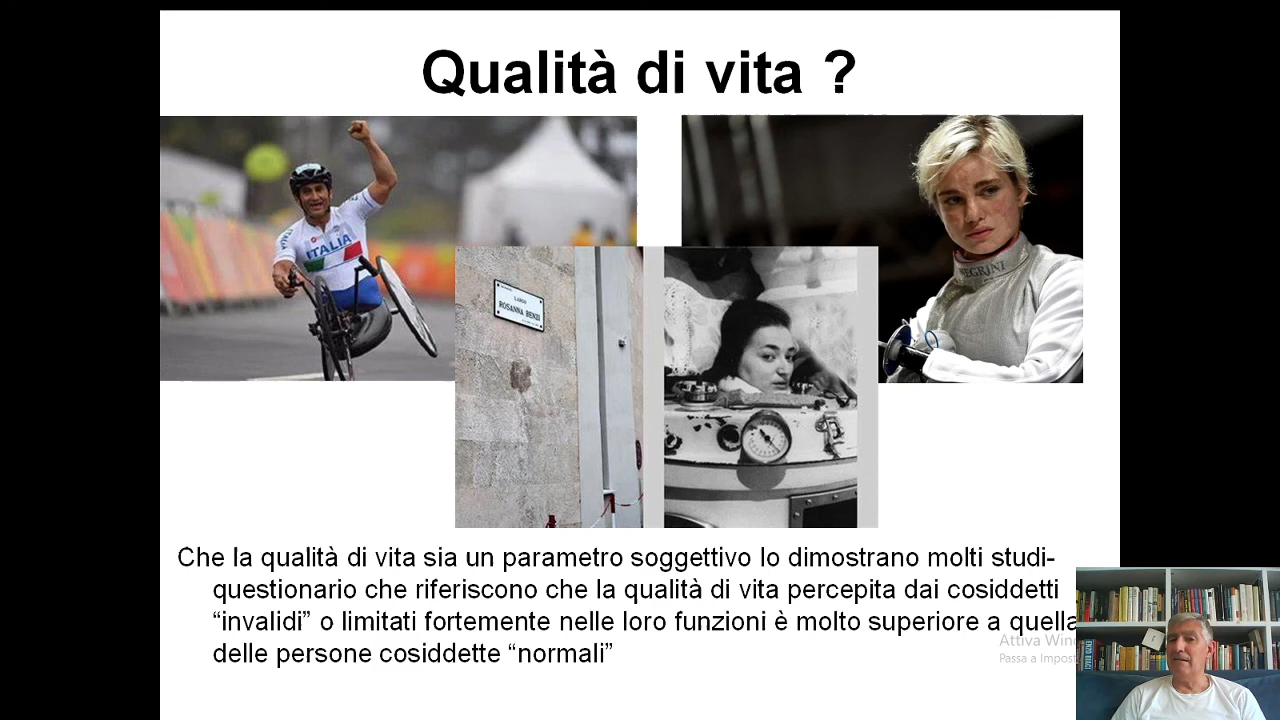 Qualità di vita ?
ITALIA
LARGO
ROSANNA BENZI
Che la qualità di vita sia un parametro soggettivo lo dimostrano molti studi-
questionario che riferiscono che la qualità di vita percepita dai cosiddetti
“invalidi” o limitati fortemente nelle loro funzioni è molto superiore a quella
delle persone cosiddette “normali”
Attiva Win
Passa a Impost